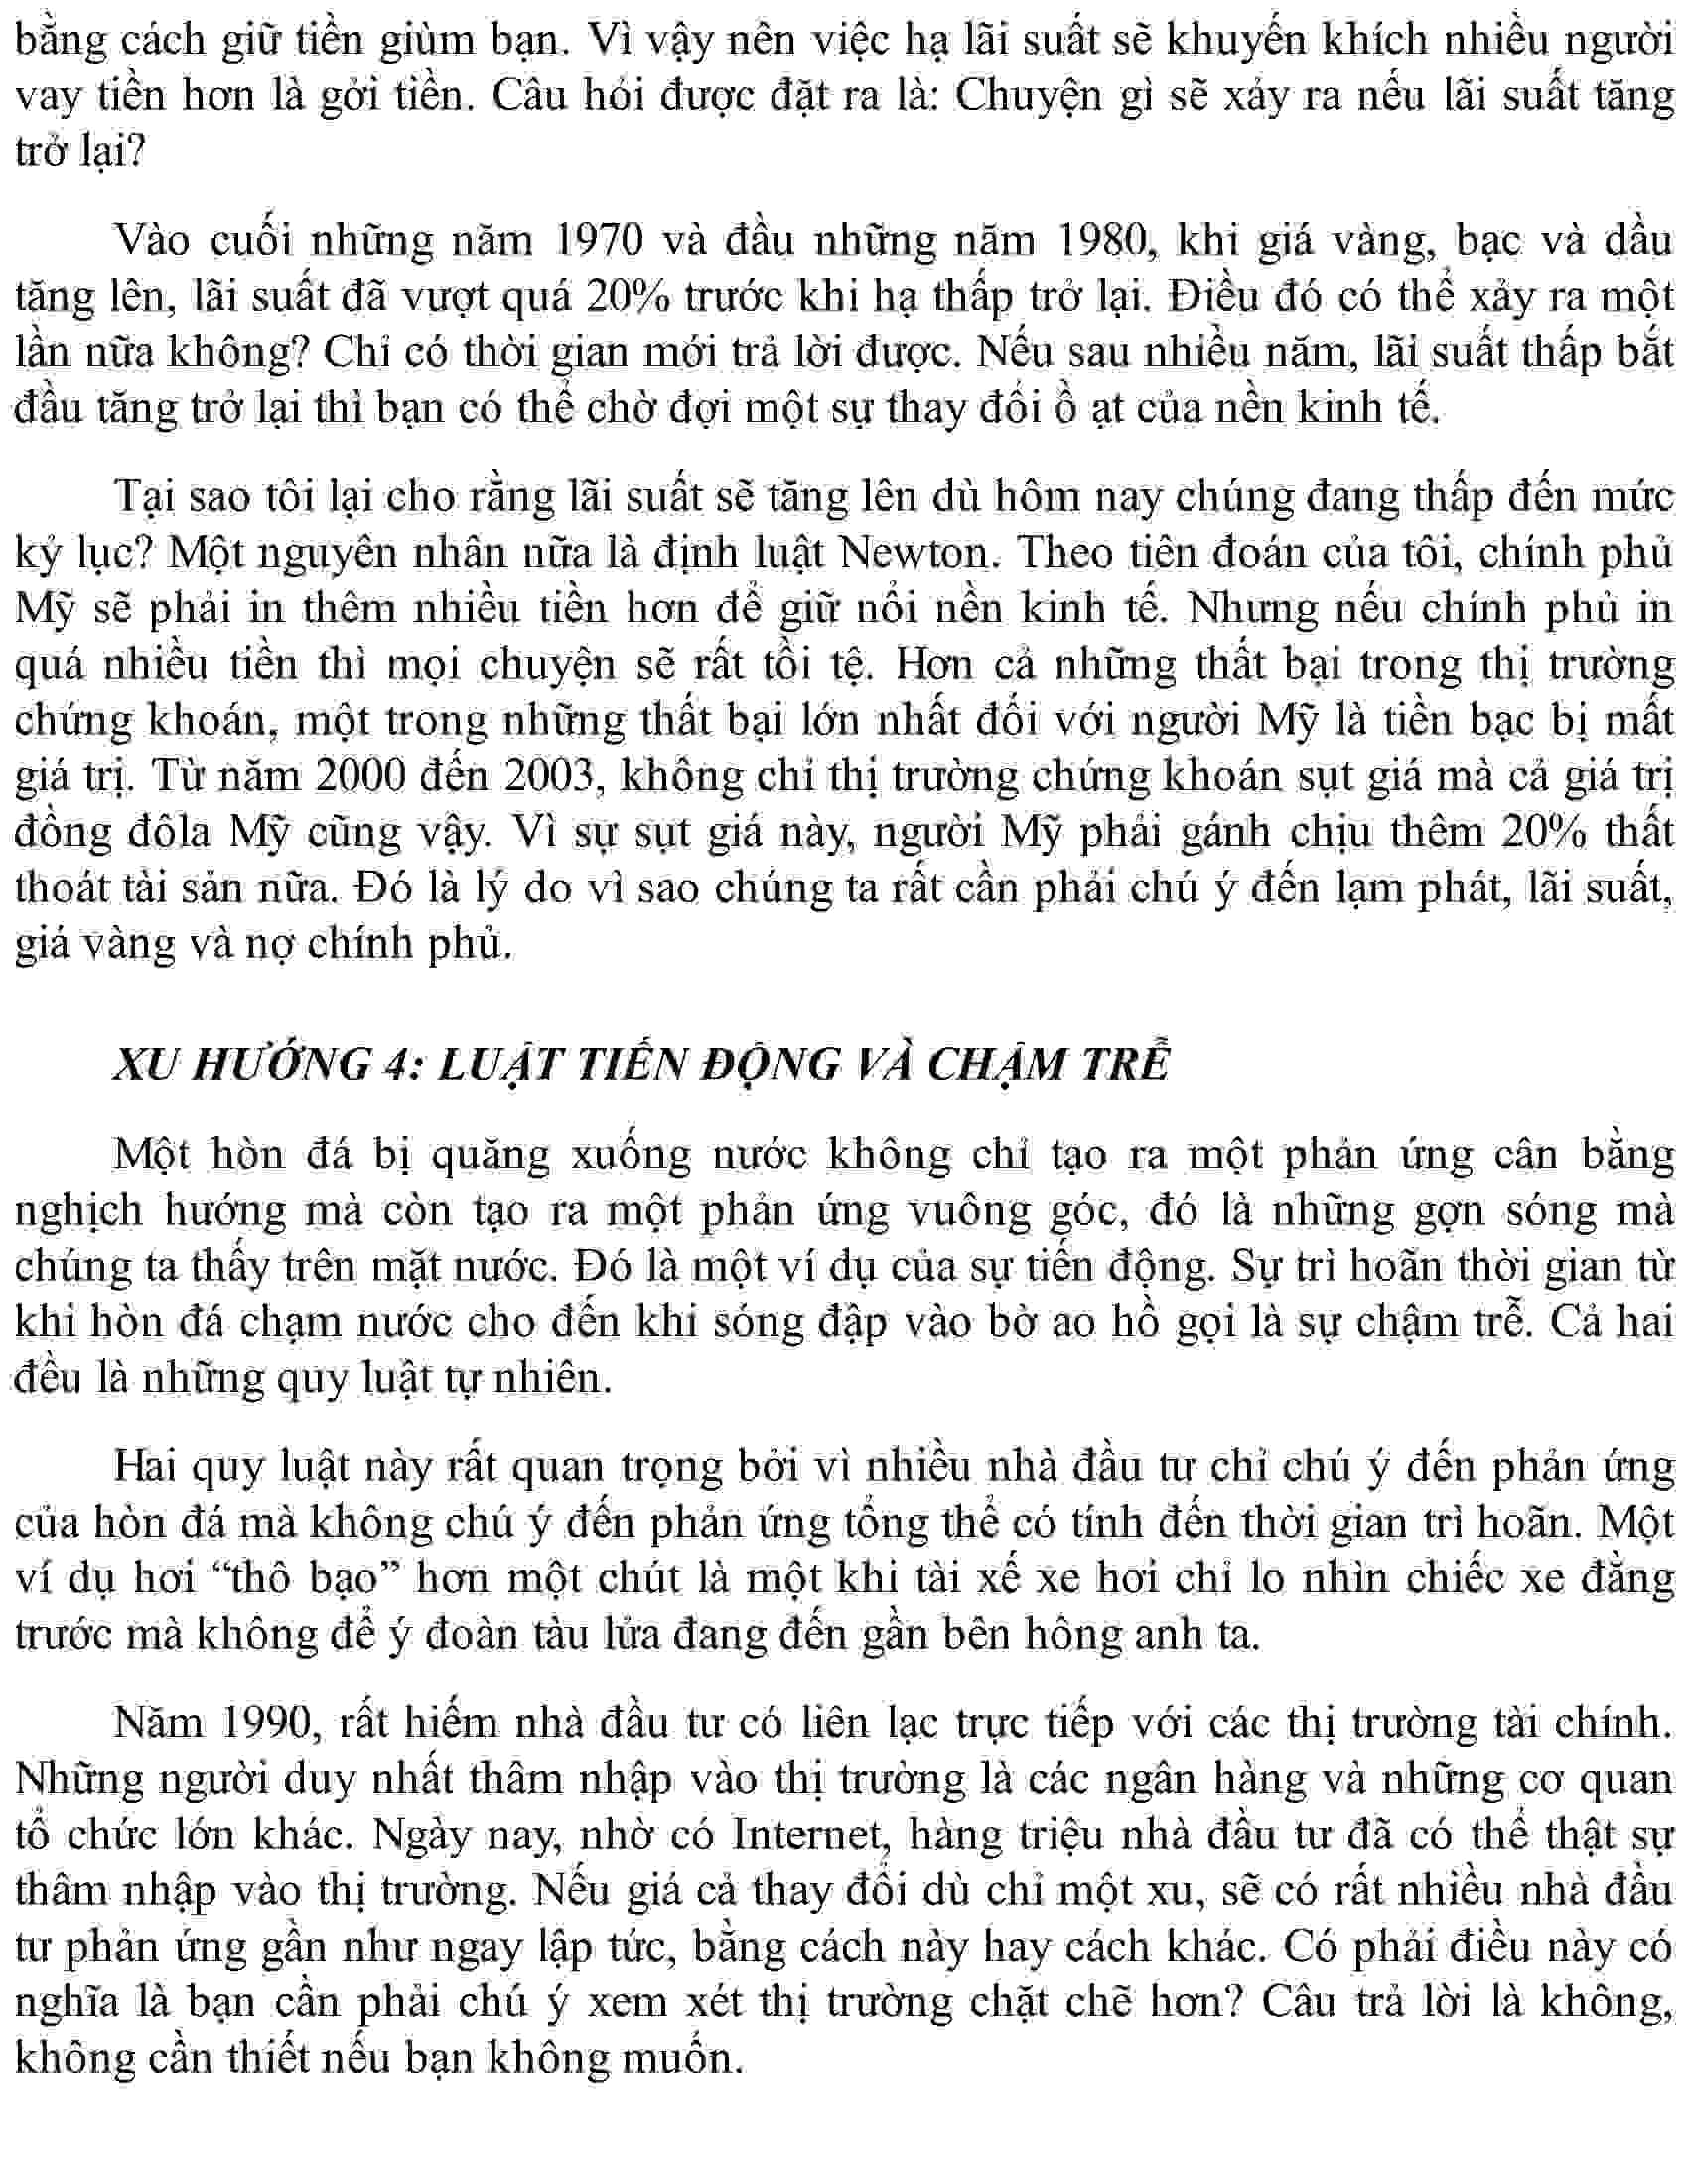 bằng cách giữ tiền giùm bạn. Vì vậy nên việc hạ lãi suất sẽ khuyến khích nhiều người
vay tiền hơn là gởi tiền. Câu hỏi được đặt ra là: Chuyện gì sẽ xảy ra nếu lãi suất tăng
trở lại?
Vào cuối những năm 1970 và đầu những năm 1980, khi giá vàng, bạc và dầu
tăng lên, lãi suất đã vượt quá 20% trước khi hạ thấp trở lại. Điều đó có thể xảy ra một
lần nữa không? Chỉ có thời gian mới trả lời được. Nếu sau nhiều năm, lãi suất thấp bắt
đầu tăng trở lại thì bạn có thể chờ đợi một sự thay đổi ồ ạt của nền kinh tế.
Tại sao tôi lại cho rằng lãi suất sẽ tăng lên dù hôm nay chúng đang thấp đến mức
kỷ lục? Một nguyên nhân nữa là định luật Newton. Theo tiên đoán của tôi, chính phủ
Mỹ sẽ phải in thêm nhiều tiền hơn để giữ nổi nền kinh tế. Nhưng nếu chính phủ in
quá nhiều tiền thì mọi chuyện sẽ rất tồi tệ. Hơn cả những thất bại trong thị trường
chứng khoán, một trong những thất bại lớn nhất đối với người Mỹ là tiền bạc bị mất
giá trị. Từ năm 2000 đến 2003, không chỉ thị trường chứng khoán sụt giá mà cả giá trị
đồng đôla Mỹ cũng vậy. Vì sự sụt giá này, người Mỹ phải gánh chịu thêm 20% thất
thoát tài sản nữa. Đó là lý do vì sao chúng ta rất cần phải chú ý đến lạm phát, lãi suất,
giá vàng và nợ chính phủ.
XU HƯỚNG 4: LUẬT TIẾN ĐỘNG VÀ CHẬM TRỄ
Một hòn đá bị quăng xuống nước không chỉ tạo ra một phản ứng cân bằng
nghịch hướng mà còn tạo ra một phản ứng vuông góc, đó là những gợn sóng mà
chúng ta thấy trên mặt nước. Đó là một ví dụ của sự tiến động. Sự trì hoãn thời gian từ
khi hòn đá chạm nước cho đến khi sóng đập vào bờ ao hồ gọi là sự chậm trễ. Cả hai
đều là những quy luật tự nhiên.
Hai quy luật này rất quan trọng bởi vì nhiều nhà đầu tư chỉ chú ý đến phản ứng
của hòn đá mà không chú ý đến phản ứng tổng thể có tính đến thời gian trì hoãn. Một
ví dụ hơi “thô bạo” hơn một chút là một khi tài xế xe hơi chỉ lo nhìn chiếc xe đằng
trước mà không để ý đoàn tàu lửa đang đến gần bên hông anh ta.
Năm 1990, rất hiếm nhà đầu tư có liên lạc trực tiếp với các thị trường tài chính.
Những người duy nhất thâm nhập vào thị trường là các ngân hàng và những cơ quan
tổ chức lớn khác. Ngày nay, nhờ có Internet, hàng triệu nhà đầu tư đã có thể thật sự
thâm nhập vào thị trường. Nếu giá cả thay đổi dù chỉ một xu, sẽ có rất nhiều nhà đầu
tư phản ứng gần như ngay lập tức, bằng cách này hay cách khác. Có phải điều này có
nghĩa là bạn cần phải chú ý xem xét thị trường chặt chẽ hơn? Câu trả lời là không,
không cần thiết nếu bạn không muốn.